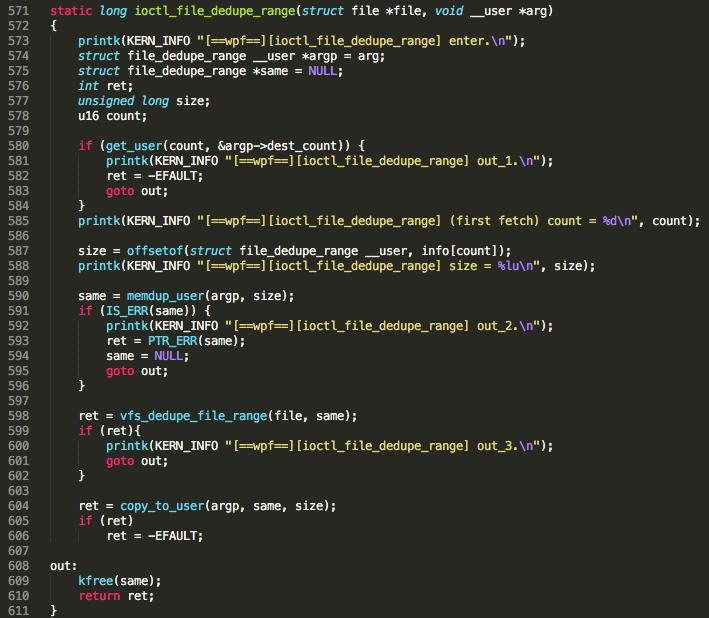 571 static long ioctl_file_dedupe_range(struct file *file, void __user *arg)
572 {
573     printk(KERN_INFO "[==wpf==][ioctl_file_dedupe_range] enter.\n");
574     struct file_dedupe_range __user *argp = arg;
575     struct file_dedupe_range *same = NULL;
576     int ret;
577     unsigned long size;
578     u16 count;
579
580     if (get_user(count, &argp->dest_count)) {
581         printk(KERN_INFO "[==wpf==][ioctl_file_dedupe_range] out_1.\n");
582         ret = -EFAULT;
583         goto out;
584     }
585     printk(KERN_INFO "[==wpf==][ioctl_file_dedupe_range] (first fetch) count = %d\n", count);
586
587     size = offsetof(struct file_dedupe_range __user, info[count]);
588     printk(KERN_INFO "[==wpf==][ioctl_file_dedupe_range] size = %lu\n", size);
589
590     same = memdup_user(argp, size);
591     if (IS_ERR(same)) {
592         printk(KERN_INFO "[==wpf==][ioctl_file_dedupe_range] out_2.\n");
593         ret = PTR_ERR(same);
594         same = NULL;
595         goto out;
596     }
597
598     ret = vfs_dedupe_file_range(file, same);
599     if (ret){
600         printk(KERN_INFO "[==wpf==][ioctl_file_dedupe_range] out_3.\n");
601         goto out;
602     }
603
604     ret = copy_to_user(argp, same, size);
605     if (ret)
606         ret = -EFAULT;
607
608 out:
609     kfree(same);
610     return ret;
611 }